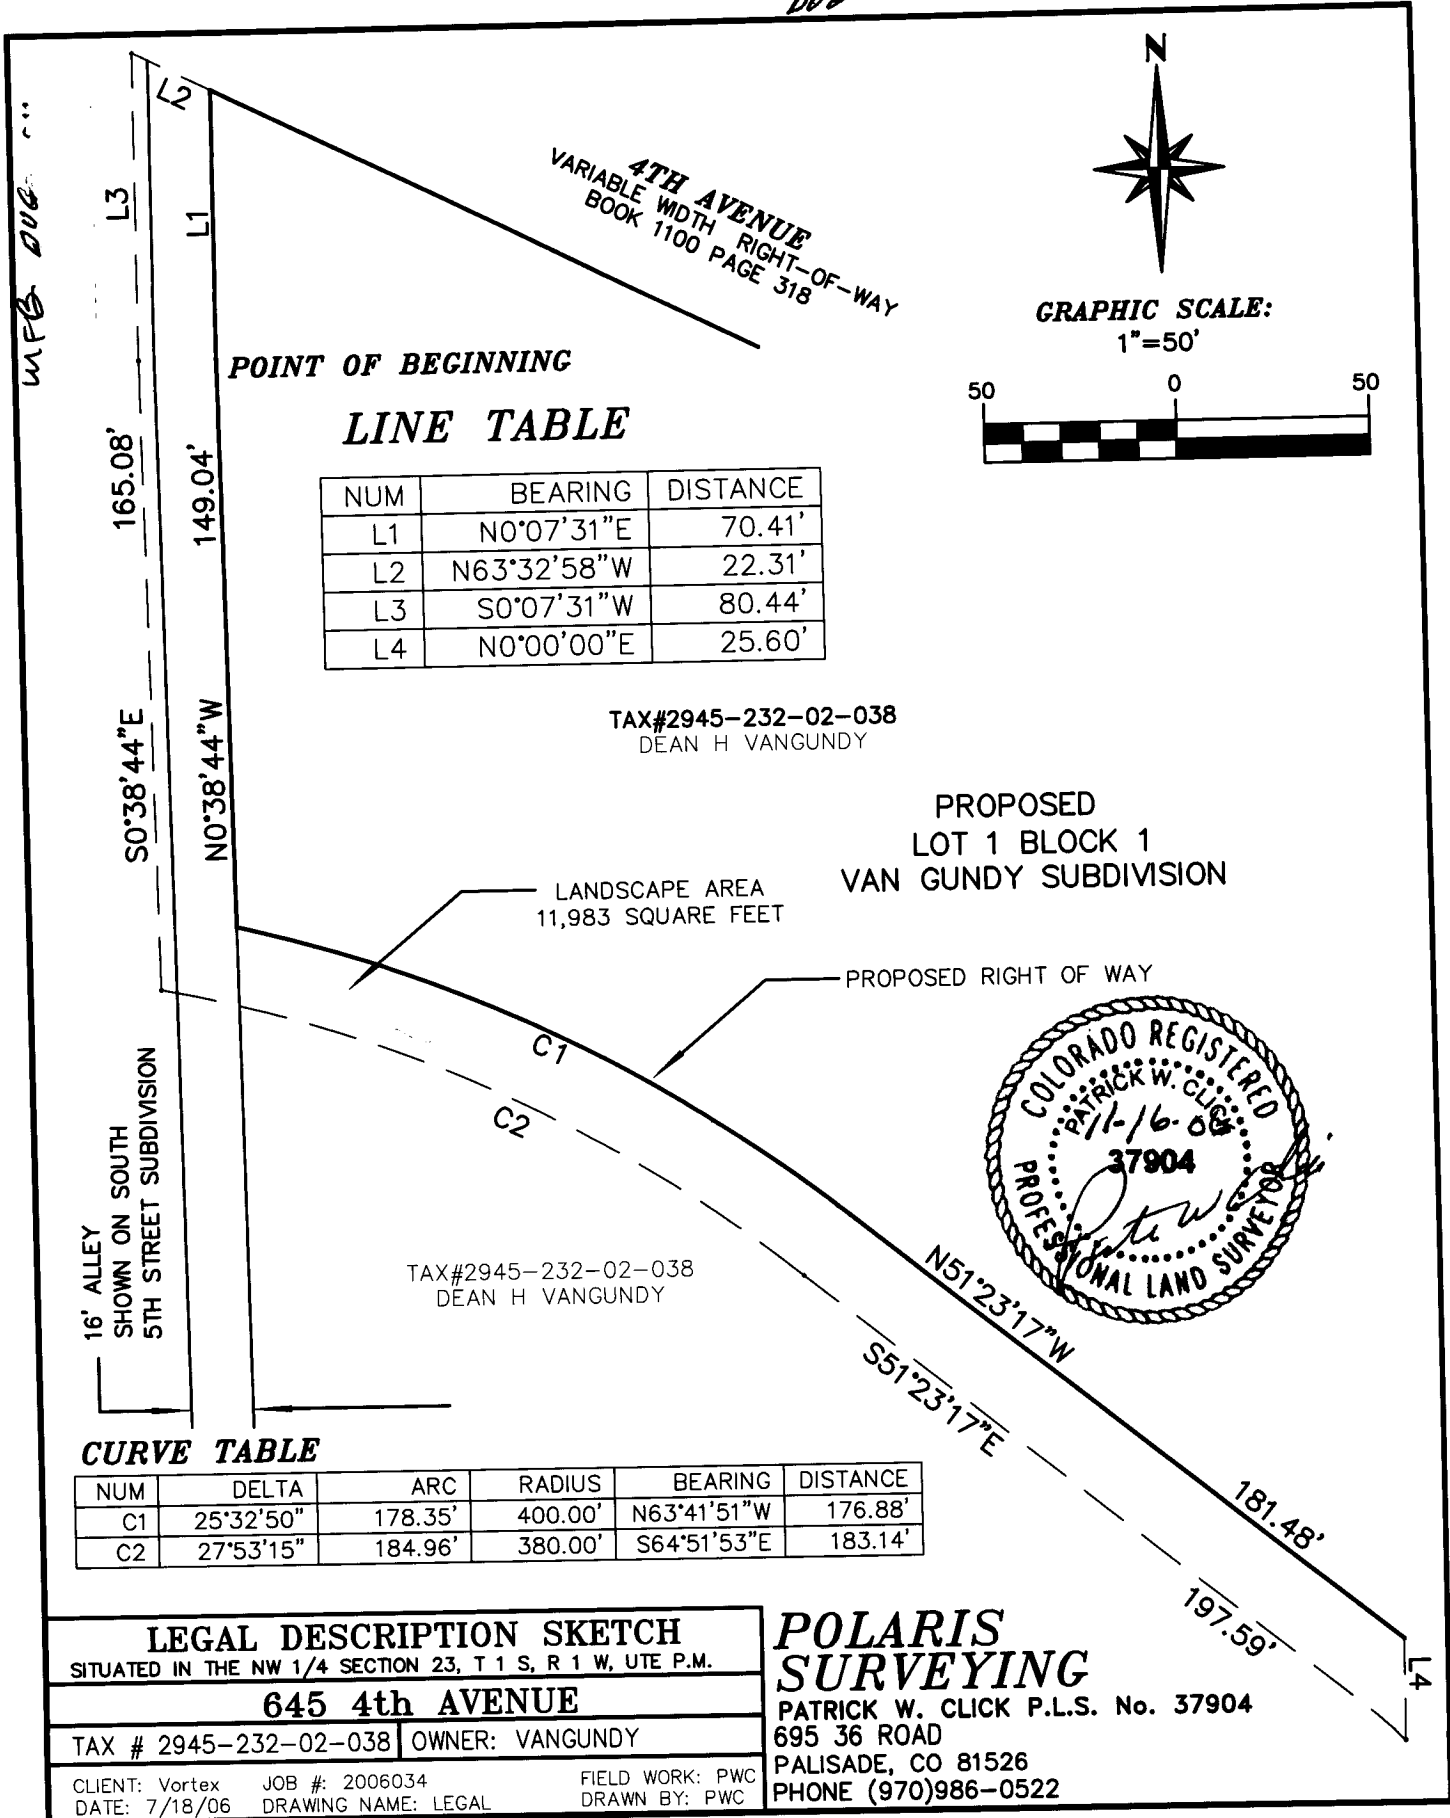 N
L2
L3
L1
4TH AVENUE
VARIABLE WIDTH RIGHT-OF-WAY
BOOK 1100 PAGE 318
GRAPHIC SCALE:
1"=50'
50 0 50
POINT OF BEGINNING
165.08'
149.04'
S0°38'44"E
N0°38'44"W
LINE TABLE
NUM BEARING DISTANCE
L1 N0°07'31"E 70.41'
L2 N63°32'58"W 22.31'
L3 S0°07'31"W 80.44'
L4 N0°00'00"E 25.60'
TAX#2945-232-02-038
DEAN H VANGUNDY
PROPOSED
LOT 1 BLOCK 1
VAN GUNDY SUBDIVISION
LANDSCAPE AREA
11,983 SQUARE FEET
PROPOSED RIGHT OF WAY
C1
C2
COLORADO REGISTERED
PATRICK W. CLICK
11-16-06
37904
PROFESSIONAL LAND SURVEYOR
16' ALLEY
SHOWN ON SOUTH
5TH STREET SUBDIVISION
TAX#2945-232-02-038
DEAN H VANGUNDY
N51°23'17"W
S51°23'17"E
181.48'
197.59'
L4
CURVE TABLE
NUM DELTA ARC RADIUS BEARING DISTANCE
C1 25°32'50" 178.35' 400.00' N63°41'51"W 176.88'
C2 27°53'15" 184.96' 380.00' S64°51'53"E 183.14'
LEGAL DESCRIPTION SKETCH
SITUATED IN THE NW 1/4 SECTION 23, T 1 S, R 1 W, UTE P.M.
645 4th AVENUE
TAX # 2945-232-02-038 OWNER: VANGUNDY
CLIENT: Vortex JOB #: 2006034 FIELD WORK: PWC
DATE: 7/18/06 DRAWING NAME: LEGAL DRAWN BY: PWC
POLARIS
SURVEYING
PATRICK W. CLICK P.L.S. No. 37904
695 36 ROAD
PALISADE, CO 81526
PHONE (970)986-0522